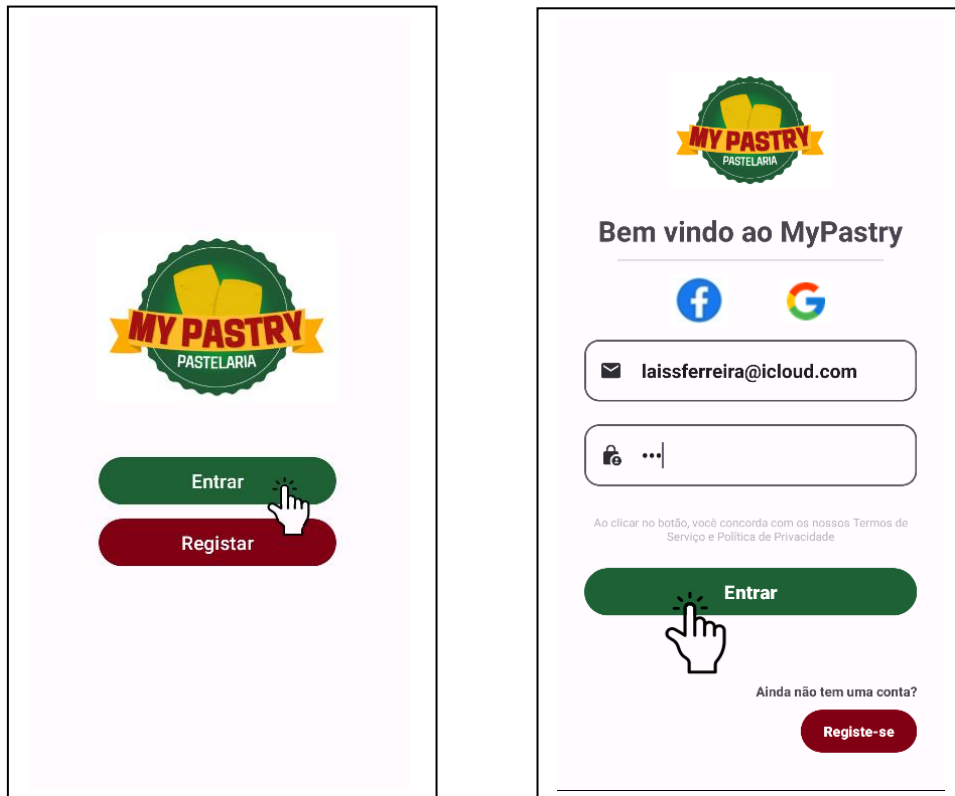 MY PASTRY
PASTELARIA
Entrar
Registar
MY PASTRY
PASTELARIA
Bem vindo ao MyPastry
laissferreira@icloud.com
•••
Ao clicar no botão, você concorda com os nossos Termos de
Serviço e Política de Privacidade
Entrar
Ainda não tem uma conta?
Registe-se